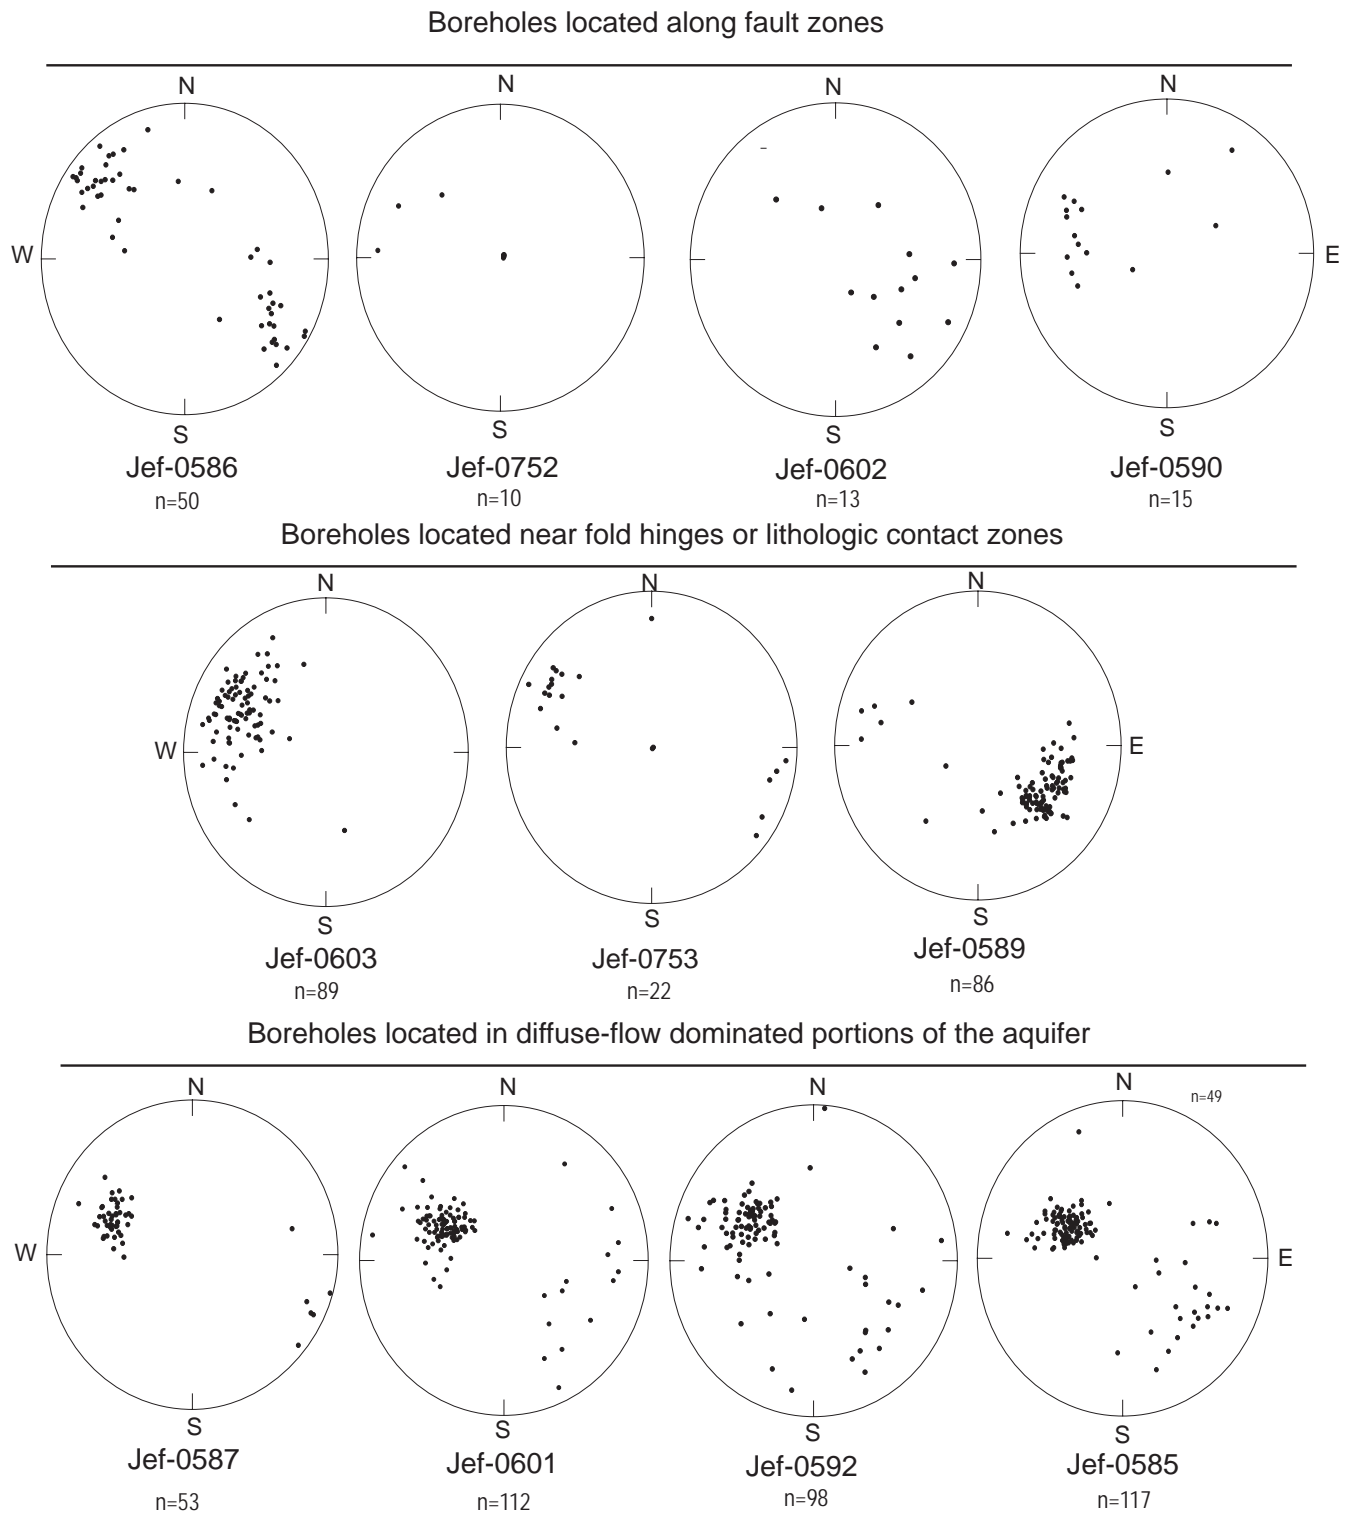 Boreholes located along fault zones
N N N N
W E
S S S S
Jef-0586 Jef-0752 Jef-0602 Jef-0590
n=50 n=10 n=13 n=15
Boreholes located near fold hinges or lithologic contact zones
N N N
W E
S S S
Jef-0603 Jef-0753 Jef-0589
n=89 n=22 n=86
Boreholes located in diffuse-flow dominated portions of the aquifer
N N N N n=49
W E
S S S S
Jef-0587 Jef-0601 Jef-0592 Jef-0585
n=53 n=112 n=98 n=117